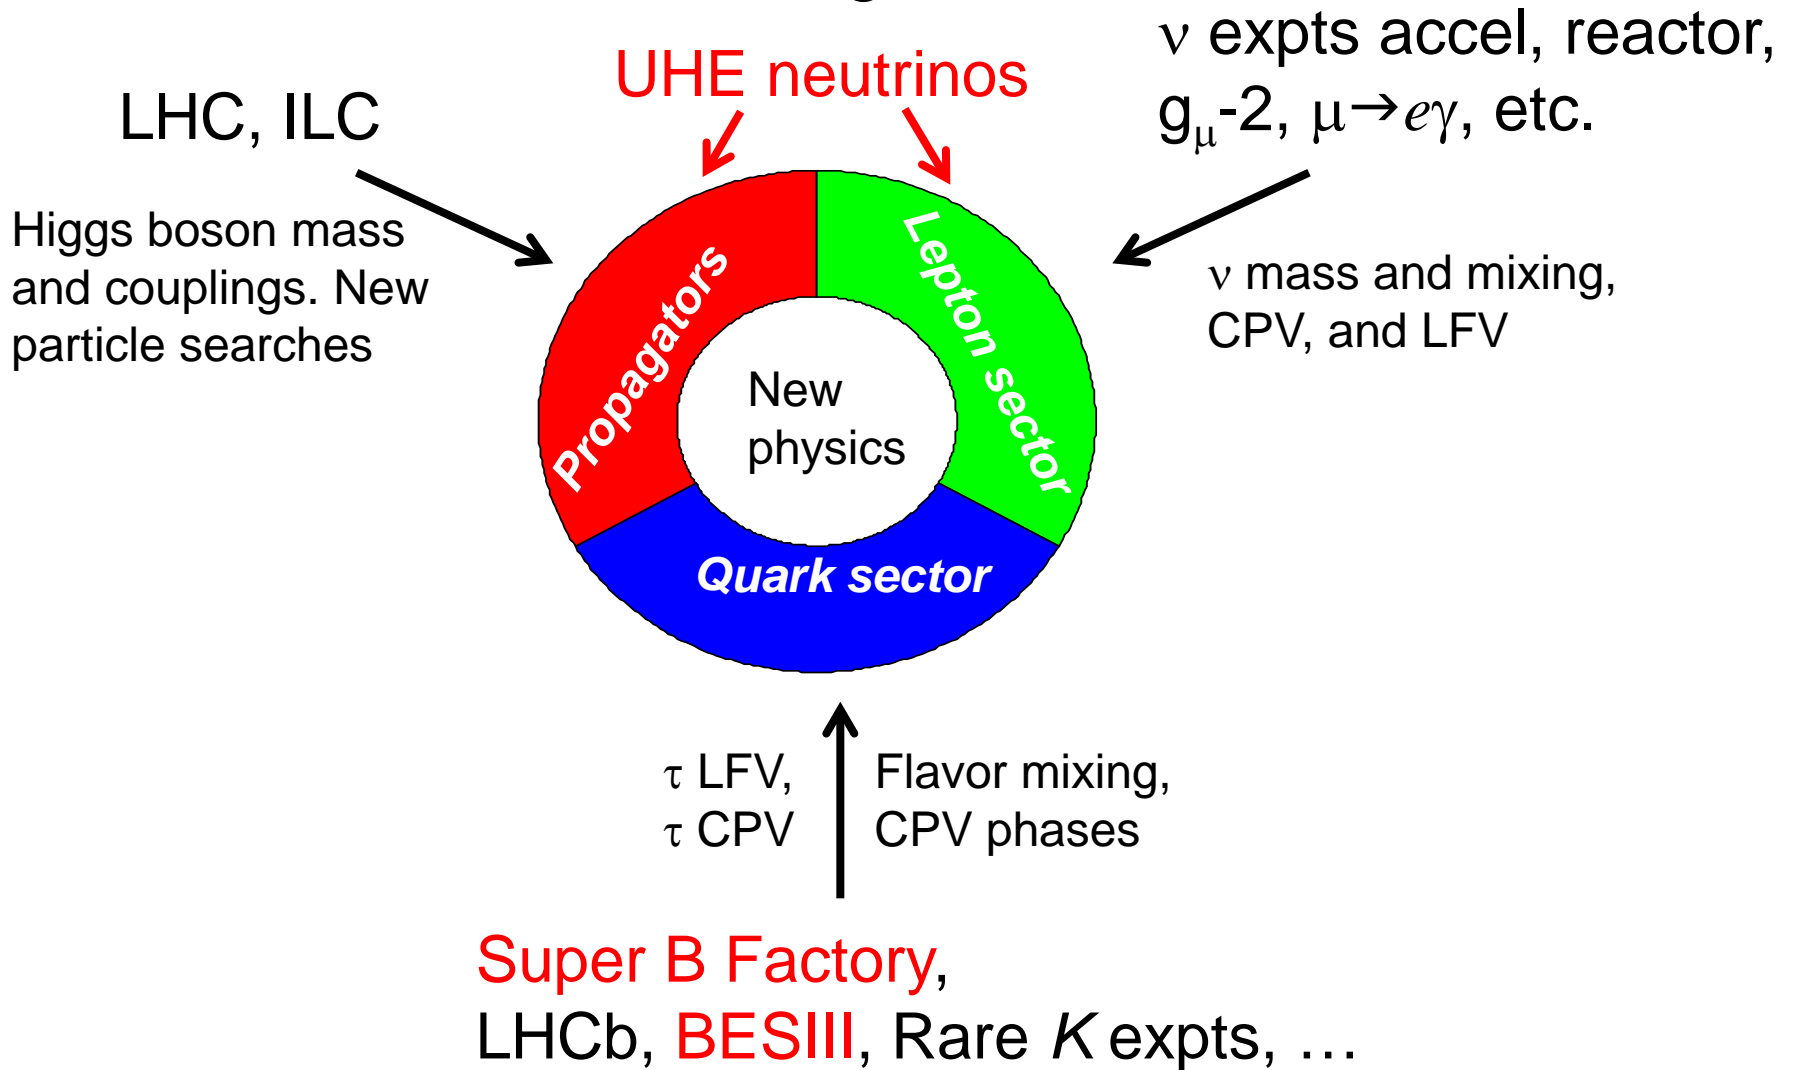 UHE neutrinos
ν expts accel, reactor,
gμ-2, μ→eγ, etc.
LHC, ILC
Higgs boson mass
and couplings. New
particle searches
ν mass and mixing,
CPV, and LFV
Propagators
Lepton sector
New
physics
Quark sector
τ LFV,
τ CPV
Flavor mixing,
CPV phases
Super B Factory,
LHCb, BESIII, Rare K expts, …